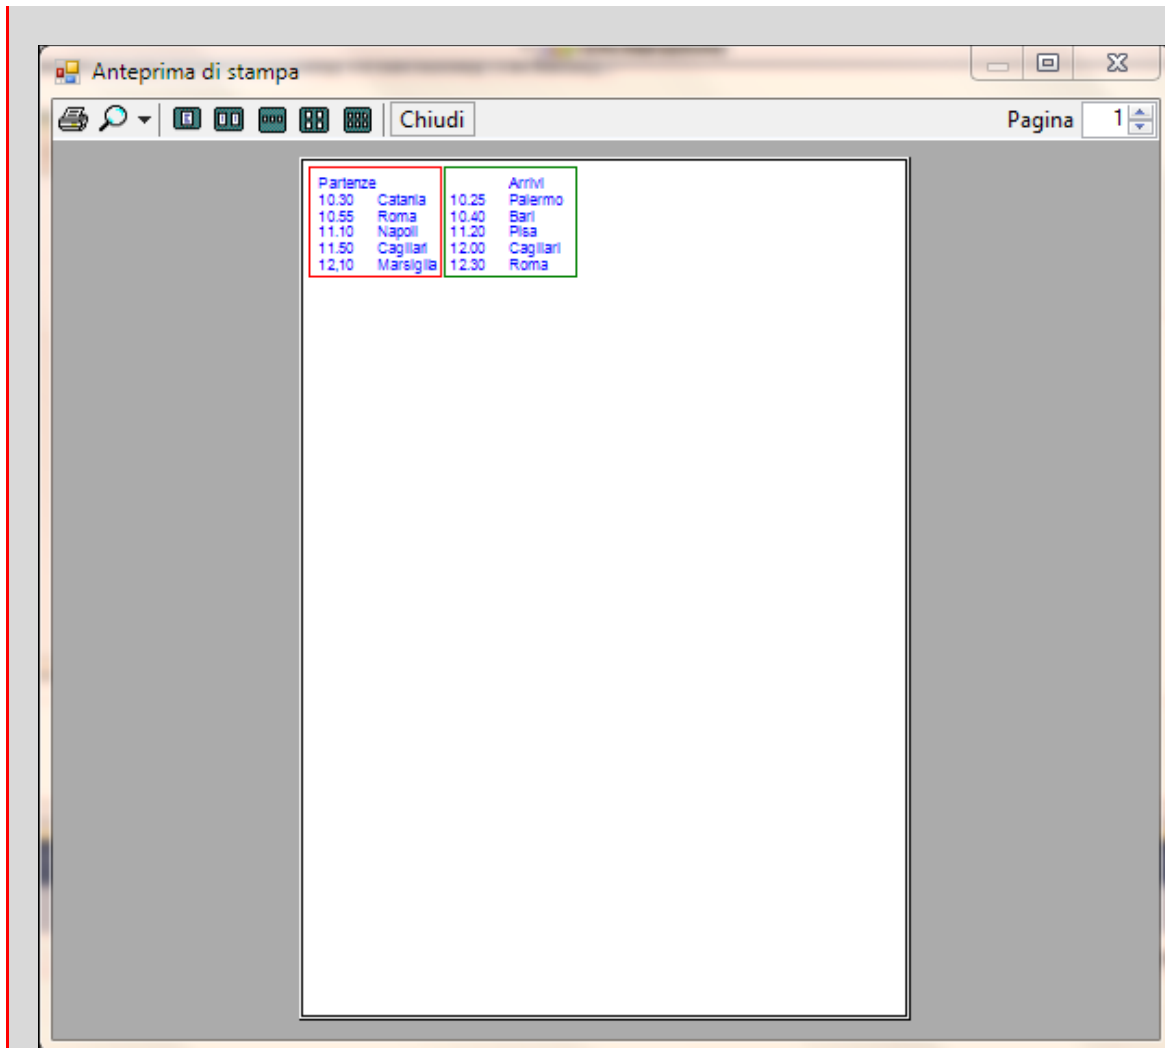 Anteprima di stampa
Chiudi Pagina 1
Partenze Arrivi
10.30 Catania 10.25 Palermo
10.55 Roma 10.40 Bari
11.10 Napoli 11.20 Pisa
11.50 Cagliari 12.00 Cagliari
12,10 Marsiglia 12.30 Roma